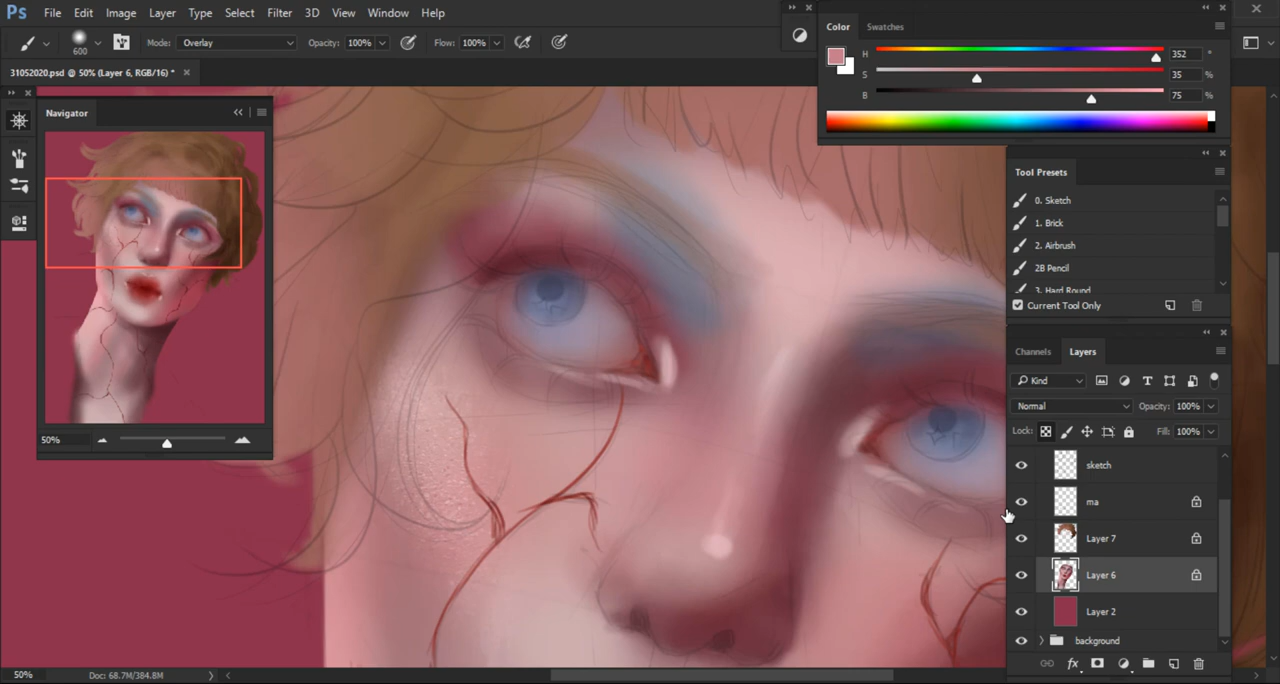 Ps File Edit Image Layer Type Select Filter 3D View Window Help
600 Mode: Overlay Opacity: 100% Flow: 100%
31052020.psd @ 50% (Layer 6, RGB/16) *
Navigator
50%
Color Swatches
H 352 °
S 35 %
B 75 %
Tool Presets
0. Sketch
1. Brick
2. Airbrush
2B Pencil
3. Hard Round
Current Tool Only
Channels Layers
Kind
Normal Opacity: 100%
Lock: Fill: 100%
sketch
ma
Layer 7
Layer 6
Layer 2
background
fx
50% Doc: 68.7M/384.8M